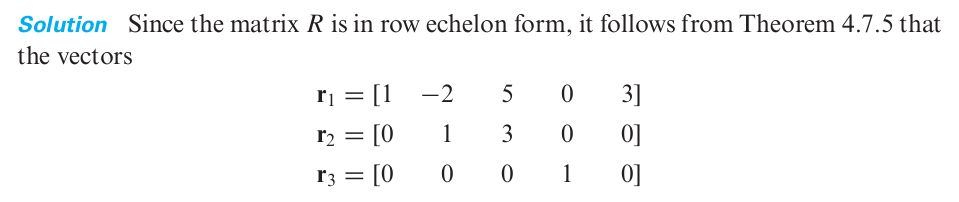 Solution Since the matrix R is in row echelon form, it follows from Theorem 4.7.5 that
the vectors
r₁ = [1 −2 5 0 3]
r₂ = [0 1 3 0 0]
r₃ = [0 0 0 1 0]